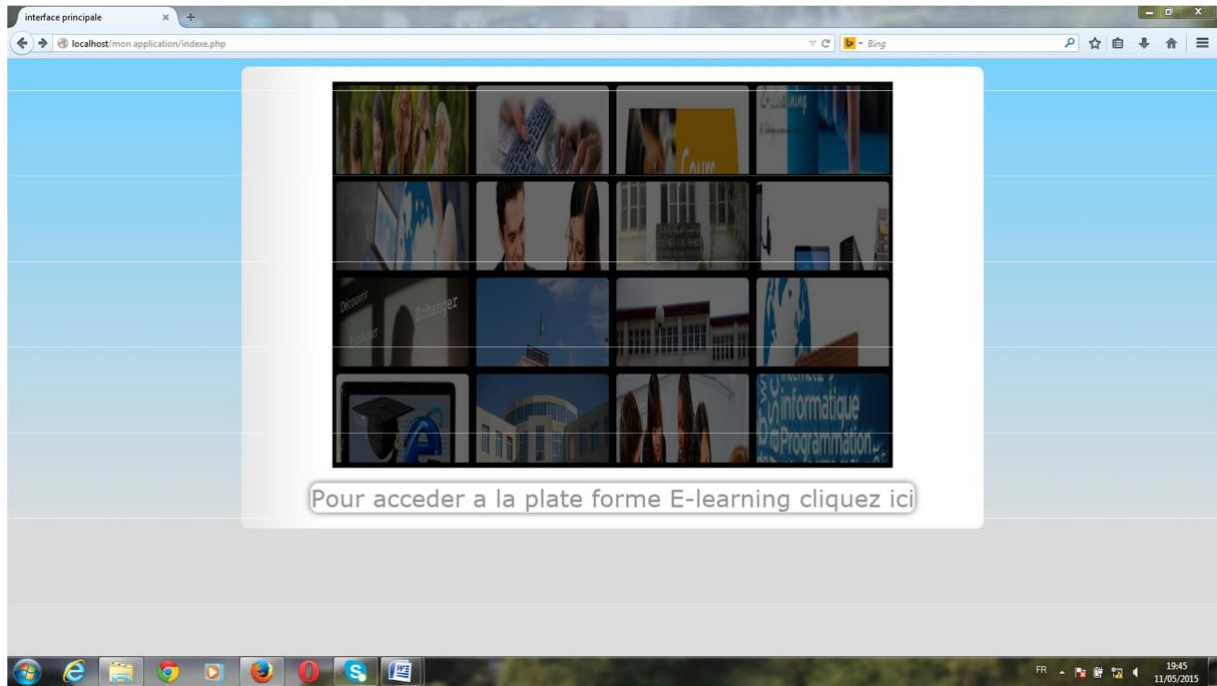 interface principale
localhost/mon application/indexe.php
Bing
Cours
Découvrir
Echanger
Expliquer
informatique
Programmation
Pour acceder a la plate forme E-learning cliquez ici
FR
19:45
11/05/2015